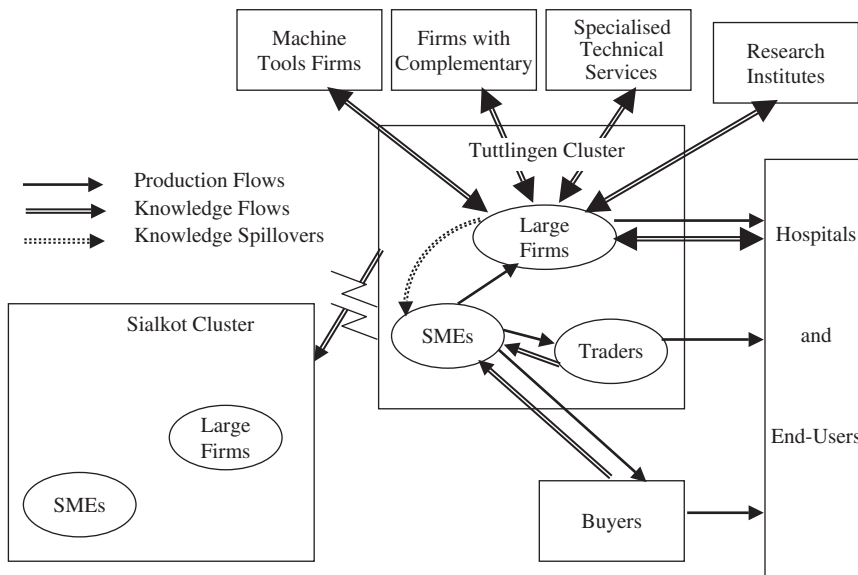 Machine
Tools Firms
Firms with
Complementary
Specialised
Technical
Services
Research
Institutes
Tuttlingen Cluster
Production Flows
Knowledge Flows
Knowledge Spillovers
Large
Firms
Hospitals
Sialkot Cluster
SMEs
Traders
and
Large
Firms
End-Users
SMEs
Buyers